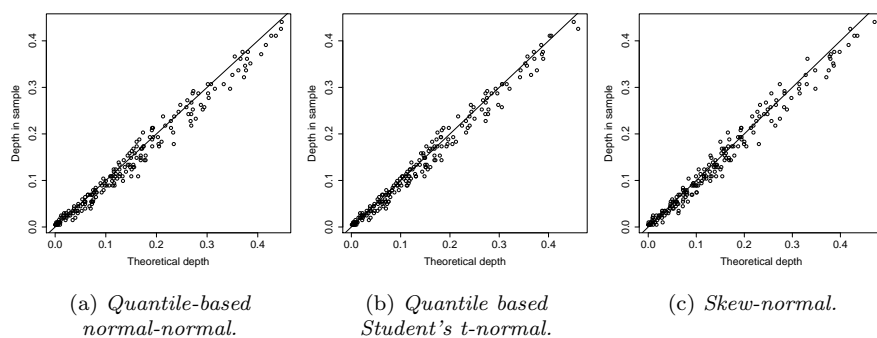 Depth in sample
0.0 0.1 0.2 0.3 0.4
0.0 0.1 0.2 0.3 0.4
Theoretical depth
(a) Quantile-based
normal-normal.
Depth in sample
0.0 0.1 0.2 0.3 0.4
0.0 0.1 0.2 0.3 0.4
Theoretical depth
(b) Quantile based
Student's t-normal.
Depth in sample
0.0 0.1 0.2 0.3 0.4
0.0 0.1 0.2 0.3 0.4
Theoretical depth
(c) Skew-normal.